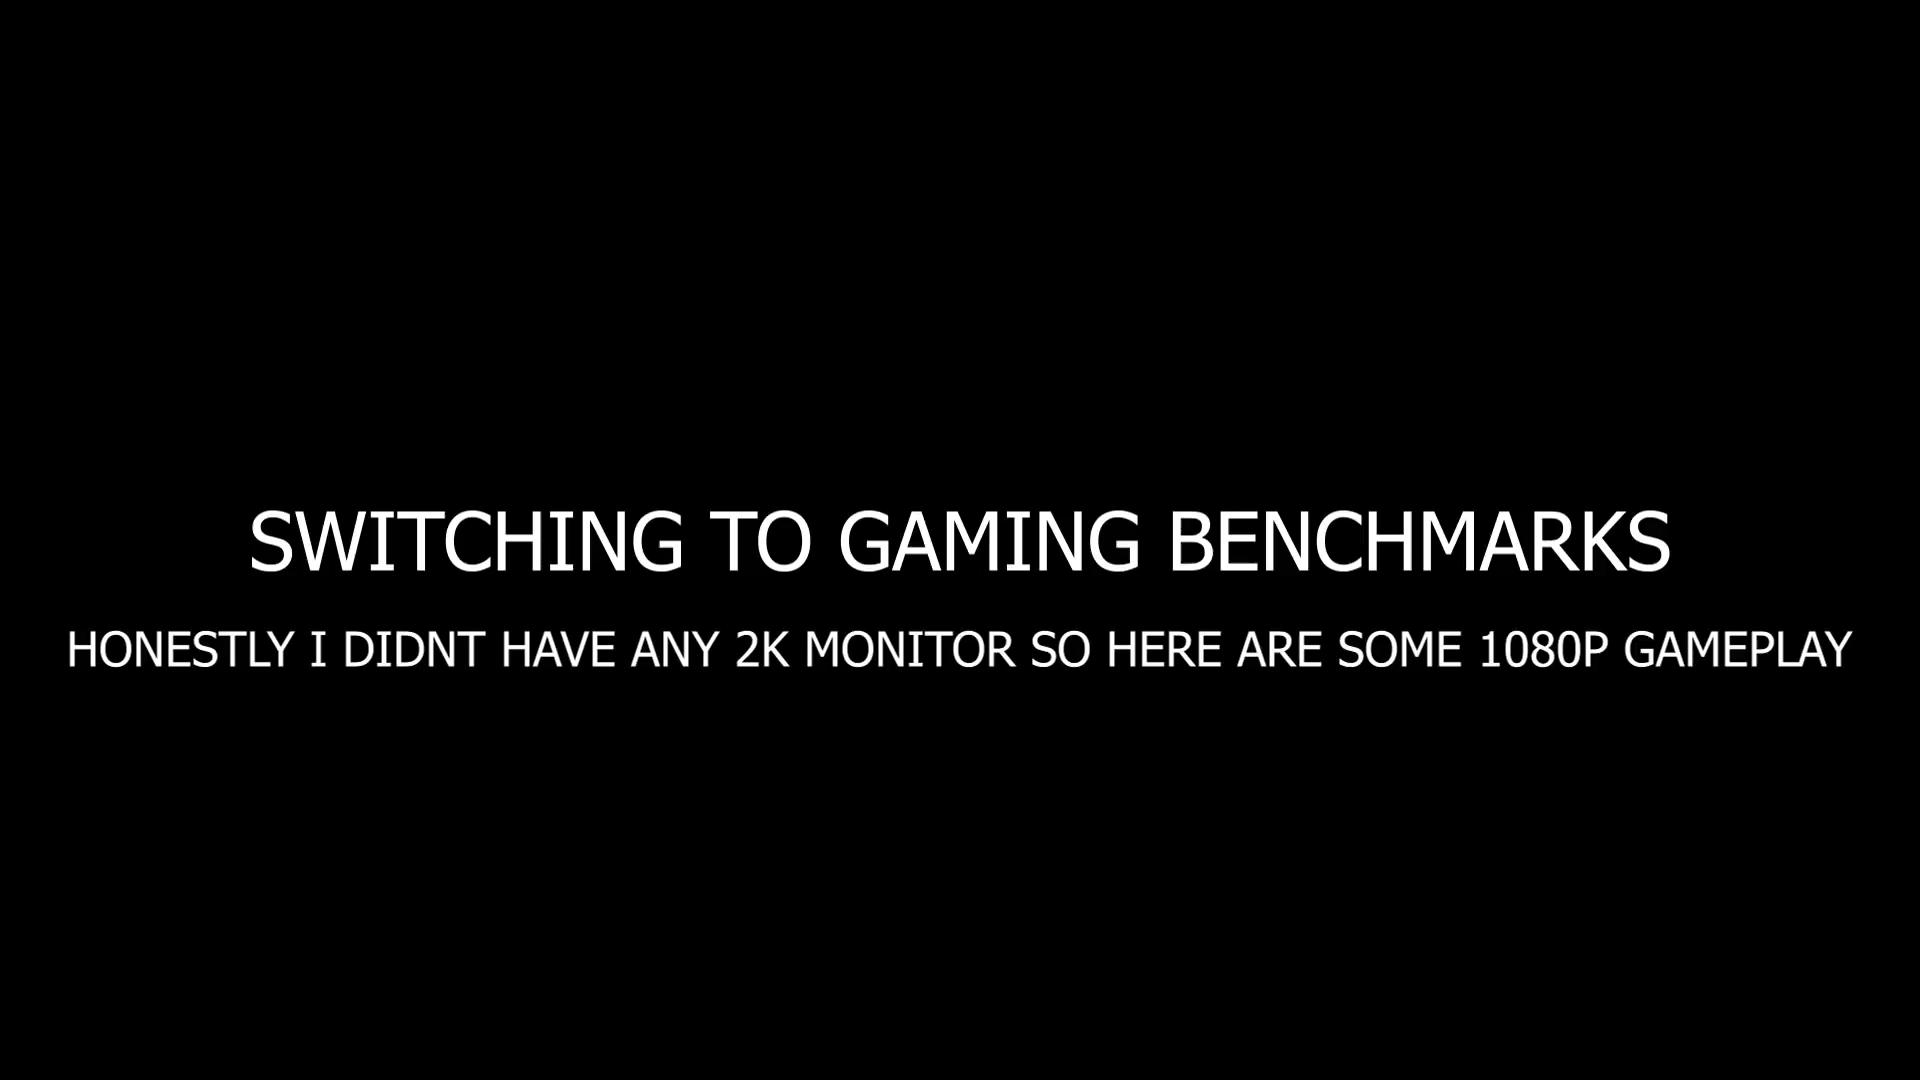 SWITCHING TO GAMING BENCHMARKS
HONESTLY I DIDNT HAVE ANY 2K MONITOR SO HERE ARE SOME 1080P GAMEPLAY